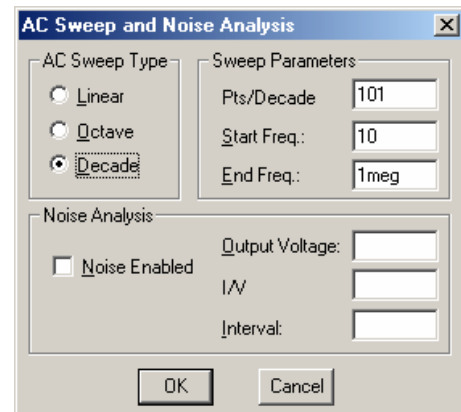 AC Sweep and Noise Analysis
AC Sweep Type
Linear
Octave
Decade
Sweep Parameters
Pts/Decade 101
Start Freq.: 10
End Freq.: 1meg
Noise Analysis
Noise Enabled
Output Voltage:
I/V
Interval:
OK Cancel